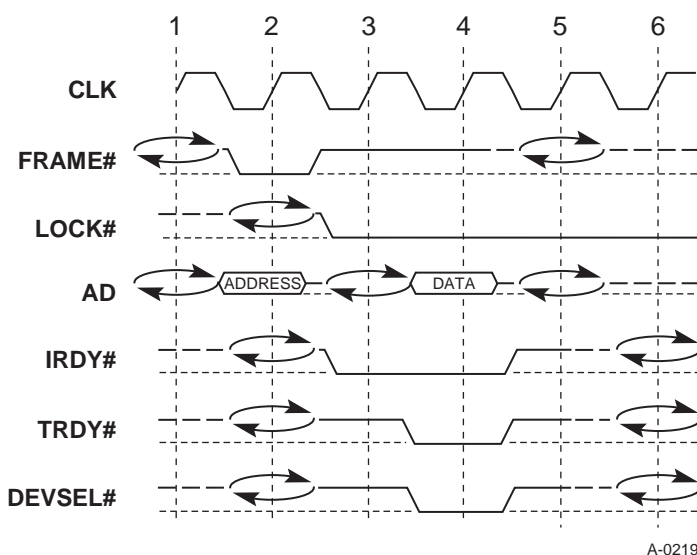 1 2 3 4 5 6
CLK
FRAME#
LOCK#
AD ADDRESS DATA
IRDY#
TRDY#
DEVSEL#
A-0219